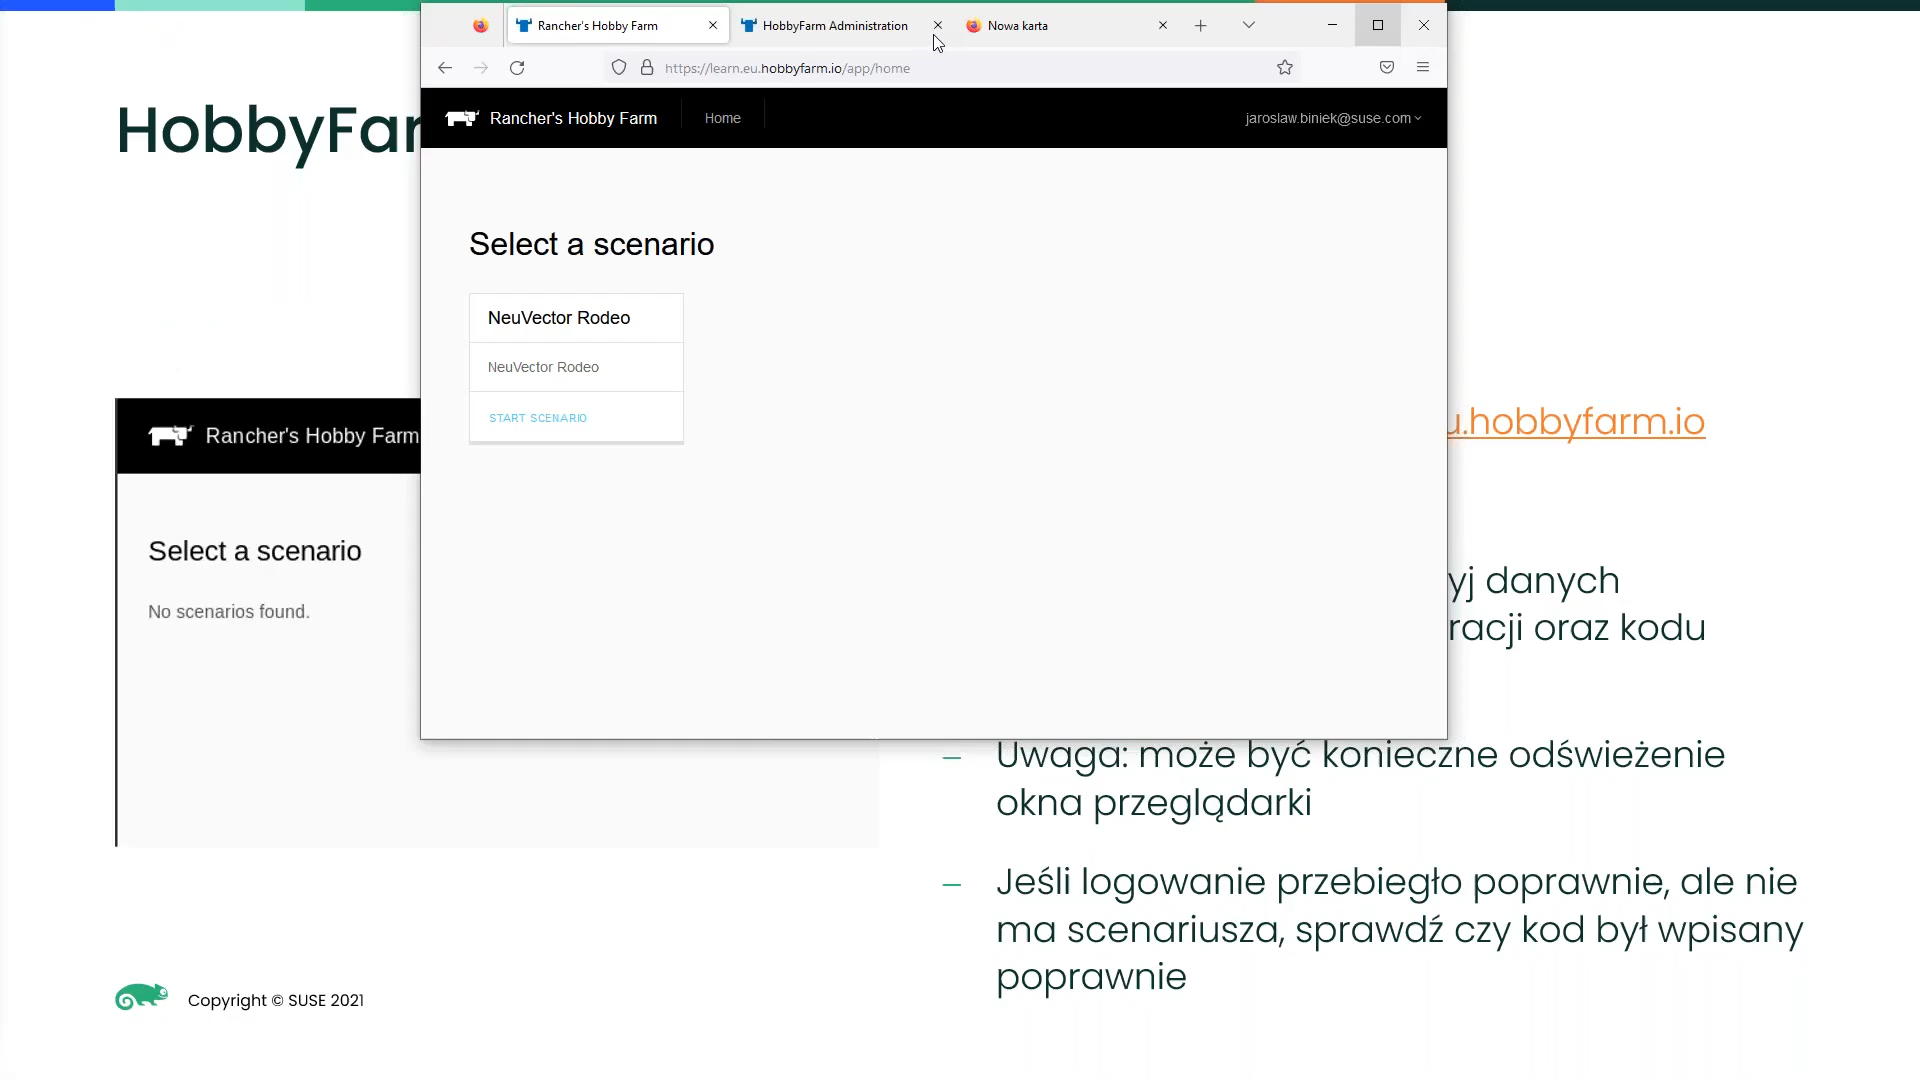 Rancher's Hobby Farm
HobbyFarm Administration
Nowa karta
https://learn.eu.hobbyfarm.io/app/home
Rancher's Hobby Farm
Home
jaroslaw.biniek@suse.com
Select a scenario
NeuVector Rodeo
NeuVector Rodeo
START SCENARIO
HobbyFar
Rancher's Hobby Farm
Select a scenario
No scenarios found.
u.hobbyfarm.io
yj danych
racji oraz kodu
– Uwaga: może być konieczne odświeżenie
okna przeglądarki
– Jeśli logowanie przebiegło poprawnie, ale nie
ma scenariusza, sprawdź czy kod był wpisany
poprawnie
Copyright © SUSE 2021